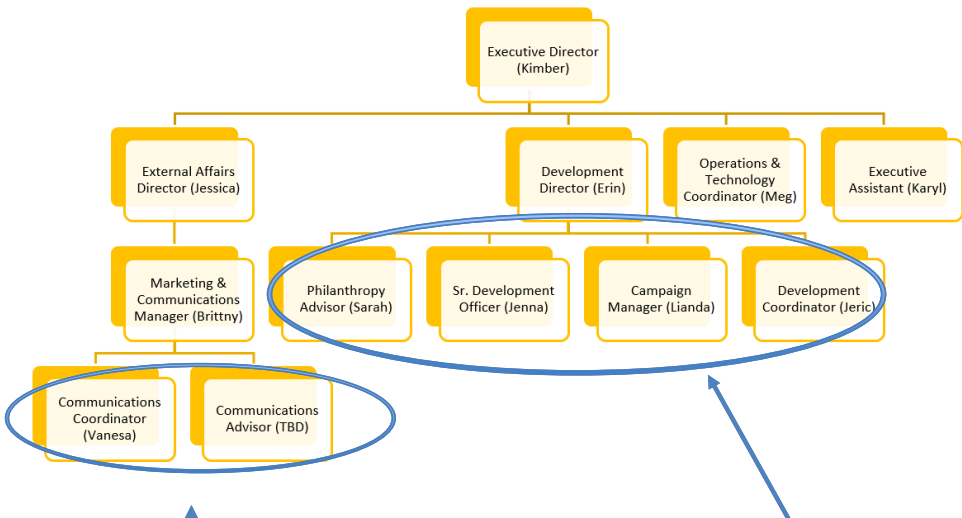 Executive Director
(Kimber)
External Affairs
Director (Jessica)
Development
Director (Erin)
Operations &
Technology
Coordinator (Meg)
Executive
Assistant (Karyl)
Marketing &
Communications
Manager (Brittny)
Philanthropy
Advisor (Sarah)
Sr. Development
Officer (Jenna)
Campaign
Manager (Lianda)
Development
Coordinator (Jeric)
Communications
Coordinator
(Vanesa)
Communications
Advisor (TBD)